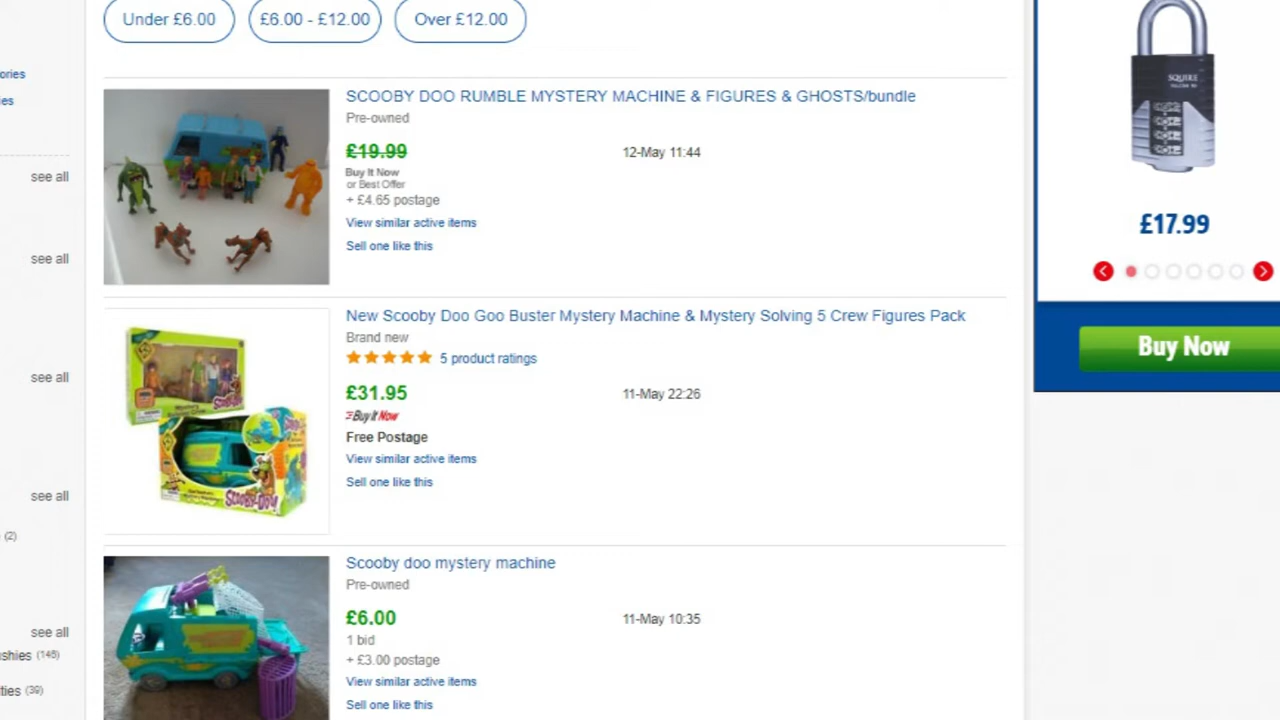 Under £6.00
£6.00 - £12.00
Over £12.00
ories
ies
see all
see all
see all
see all
(2)
see all
shies (146)
ties (39)
SCOOBY DOO RUMBLE MYSTERY MACHINE & FIGURES & GHOSTS/bundle
Pre-owned
£19.99
12-May 11:44
Buy It Now
or Best Offer
+ £4.65 postage
View similar active items
Sell one like this
New Scooby Doo Goo Buster Mystery Machine & Mystery Solving 5 Crew Figures Pack
Brand new
5 product ratings
£31.95
11-May 22:26
Buy It Now
Free Postage
View similar active items
Sell one like this
SCOOBY-DOO!
Scooby doo mystery machine
Pre-owned
£6.00
11-May 10:35
1 bid
+ £3.00 postage
View similar active items
Sell one like this
SQUIRE
£17.99
Buy Now